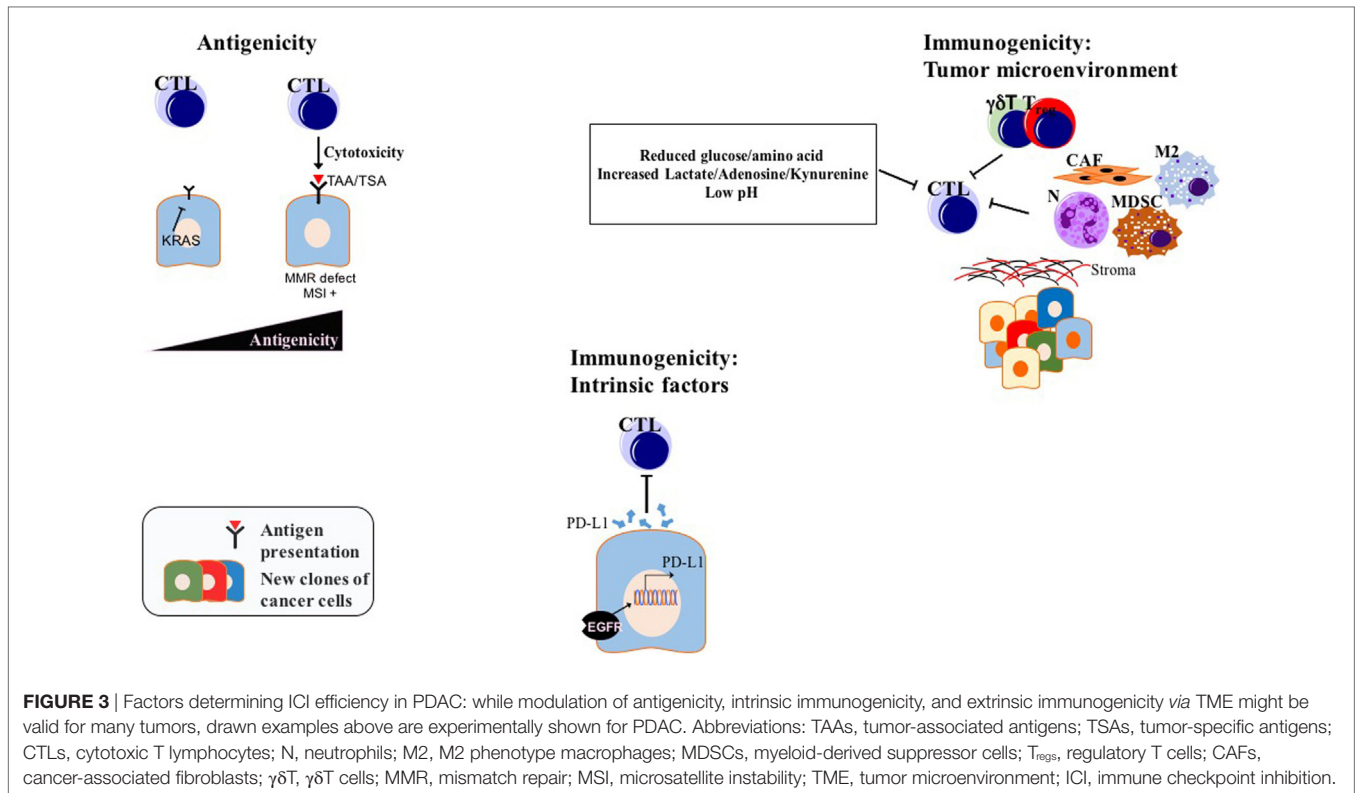 Antigenicity
CTL
CTL
Cytotoxicity
TAA/TSA
KRAS
MMR defect
MSI +
Antigenicity
Immunogenicity:
Tumor microenvironment
γδT Treg
Reduced glucose/amino acid
Increased Lactate/Adenosine/Kynurenine
Low pH
CTL
CAF
M2
N
MDSC
Stroma
Immunogenicity:
Intrinsic factors
CTL
PD-L1
PD-L1
EGFR
Antigen
presentation
New clones of
cancer cells
FIGURE 3 | Factors determining ICI efficiency in PDAC: while modulation of antigenicity, intrinsic immunogenicity, and extrinsic immunogenicity via TME might be
valid for many tumors, drawn examples above are experimentally shown for PDAC. Abbreviations: TAAs, tumor-associated antigens; TSAs, tumor-specific antigens;
CTLs, cytotoxic T lymphocytes; N, neutrophils; M2, M2 phenotype macrophages; MDSCs, myeloid-derived suppressor cells; Tregs, regulatory T cells; CAFs,
cancer-associated fibroblasts; γδT, γδT cells; MMR, mismatch repair; MSI, microsatellite instability; TME, tumor microenvironment; ICI, immune checkpoint inhibition.